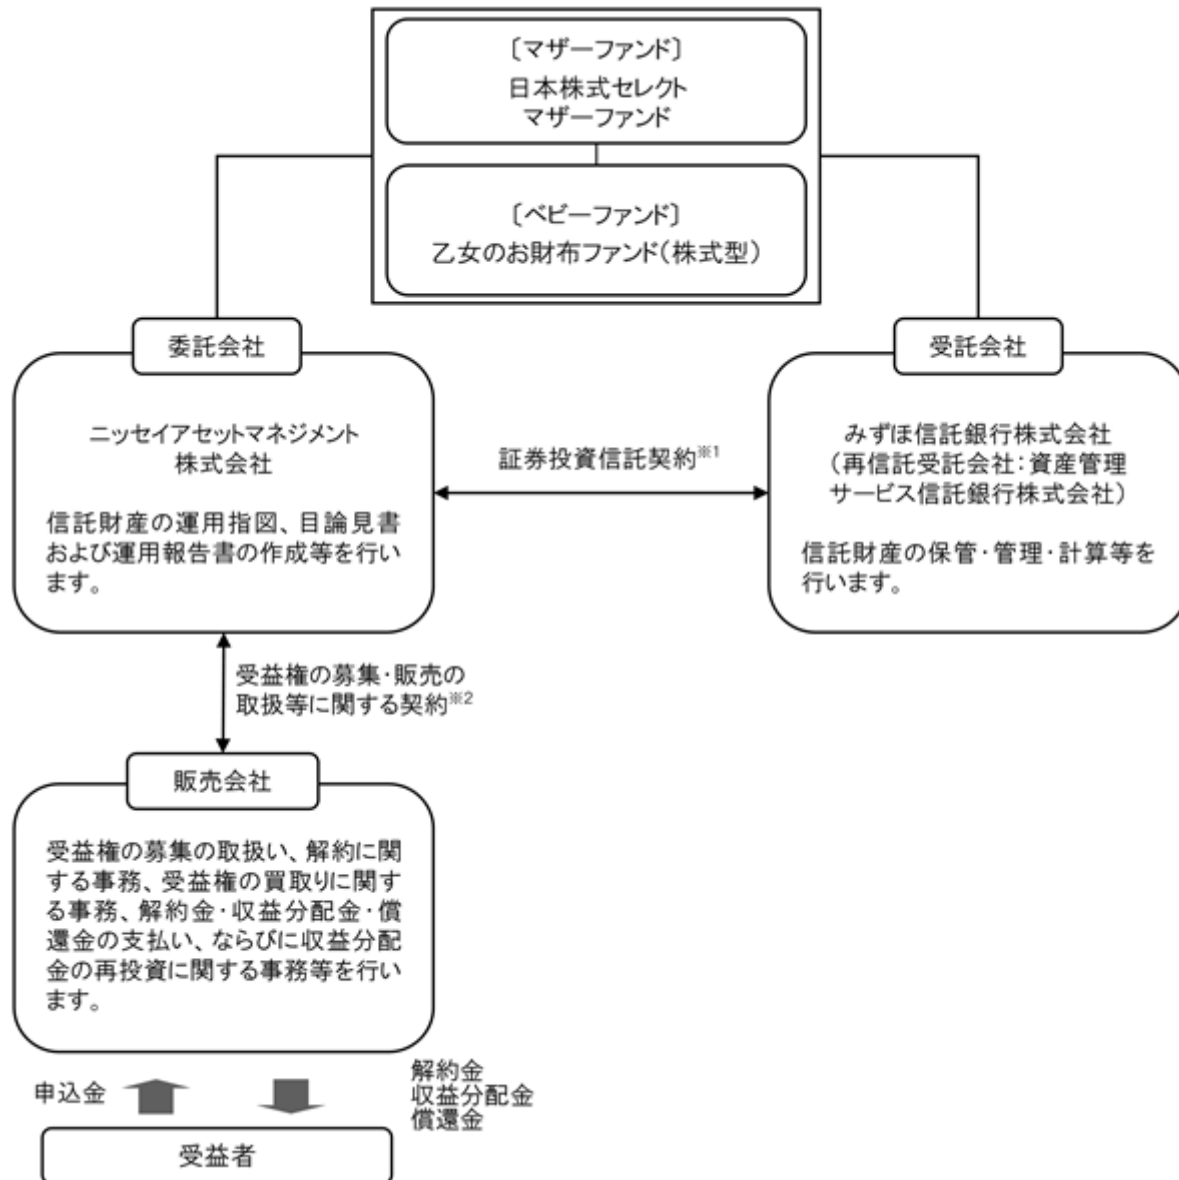 〔マザーファンド〕
日本株式セレクト
マザーファンド
〔ベビーファンド〕
乙女のお財布ファンド（株式型）
委託会社
ニッセイアセットマネジメント
株式会社
信託財産の運用指図、目論見書
および運用報告書の作成等を行い
ます。
証券投資信託契約※1
受託会社
みずほ信託銀行株式会社
（再信託受託会社：資産管理
サービス信託銀行株式会社）
信託財産の保管・管理・計算等を
行います。
受益権の募集・販売の
取扱等に関する契約※2
販売会社
受益権の募集の取扱い、解約に関
する事務、受益権の買取りに関す
る事務、解約金・収益分配金・償
還金の支払い、ならびに収益分配
金の再投資に関する事務等を行い
ます。
申込金
解約金
収益分配金
償還金
受益者